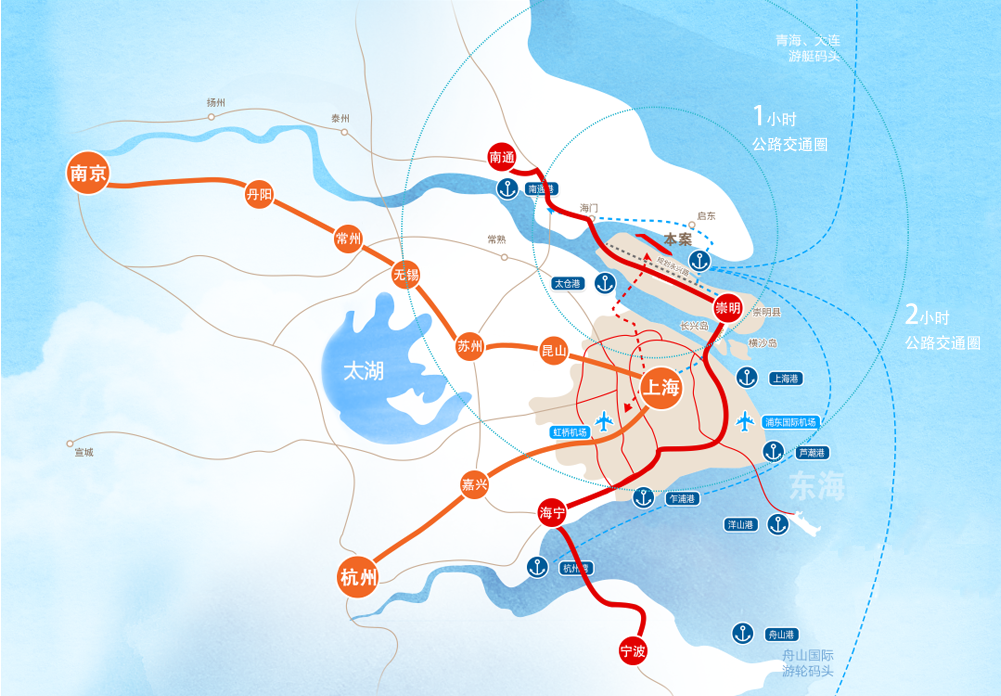 青海、大连
游艇码头
扬州
1小时
公路交通圈
泰州
南通
南京
南通港
丹阳
海门
启东
常州
常熟
本案
无锡
规划永兴路
太仓港
崇明
崇明县
2小时
公路交通圈
长兴岛
横沙岛
苏州
昆山
太湖
上海
上海港
浦东国际机场
虹桥机场
宣城
芦潮港
嘉兴
东海
乍浦港
海宁
洋山港
杭州湾
杭州
舟山港
宁波
舟山国际
游轮码头